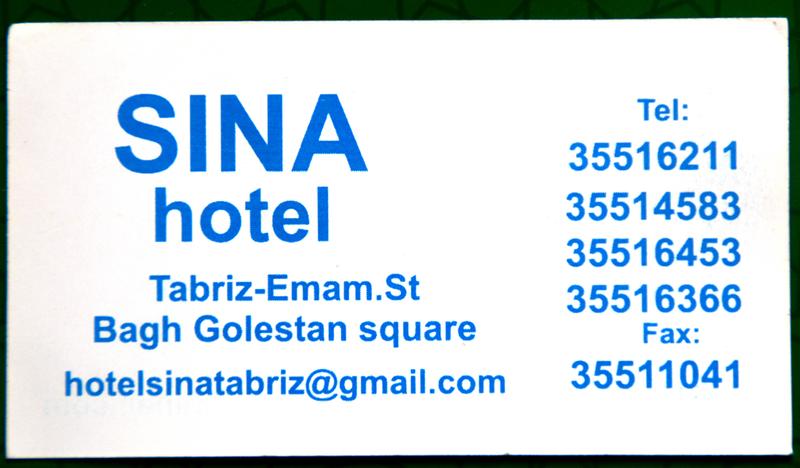 SINA
hotel
Tabriz-Emam.St
Bagh Golestan square
hotelsinatabriz@gmail.com
Tel:
35516211
35514583
35516453
35516366
Fax:
35511041